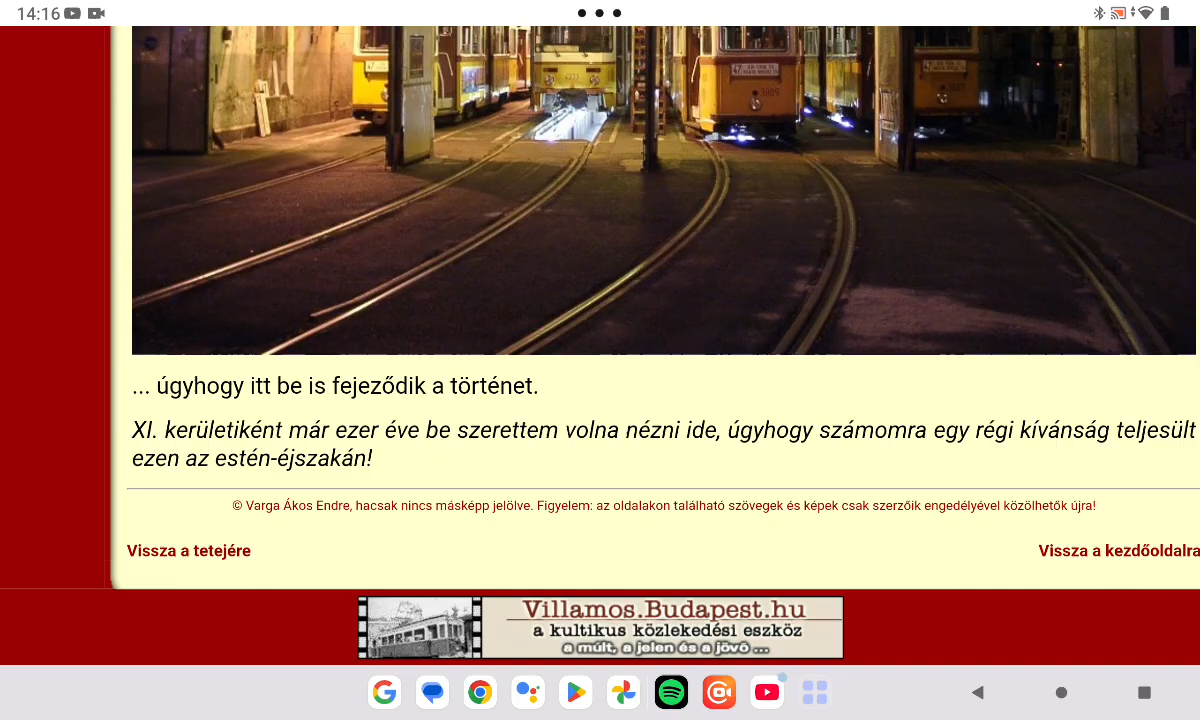 14:16
47
3809
... úgyhogy itt be is fejeződik a történet.
XI. kerületiként már ezer éve be szerettem volna nézni ide, úgyhogy számomra egy régi kívánság teljesült
ezen az estén-éjszakán!
© Varga Ákos Endre, hacsak nincs másképp jelölve. Figyelem: az oldalakon található szövegek és képek csak szerzőik engedélyével közölhetők újra!
Vissza a tetejére
Vissza a kezdőoldalra
Villamos.Budapest.hu
a kultikus közlekedési eszköz
a múlt, a jelen és a jövő ...